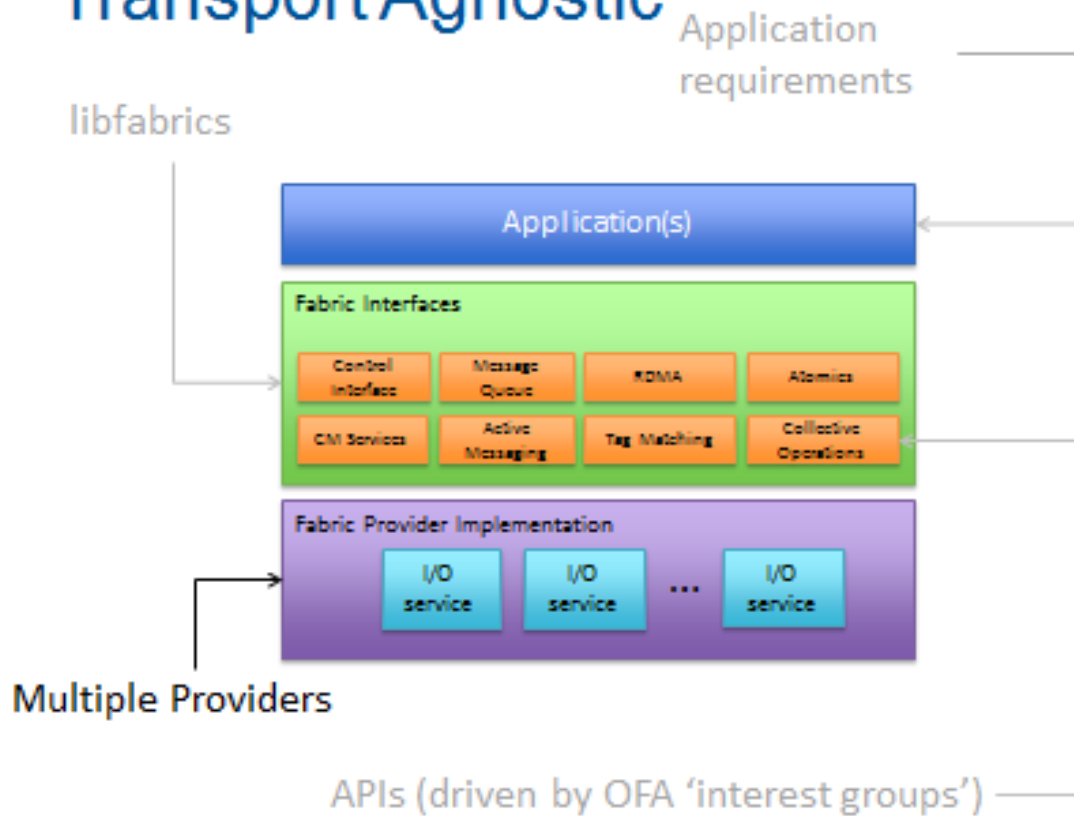 Transport Agnostic
Application
requirements
libfabrics
Application(s)
Fabric Interfaces
Control
Interface
Message
Queue
RDMA
Atomics
CM Services
Active
Messaging
Tag Matching
Collective
Operations
Fabric Provider Implementation
I/O
service
I/O
service
...
I/O
service
Multiple Providers
APIs (driven by OFA ‘interest groups’)